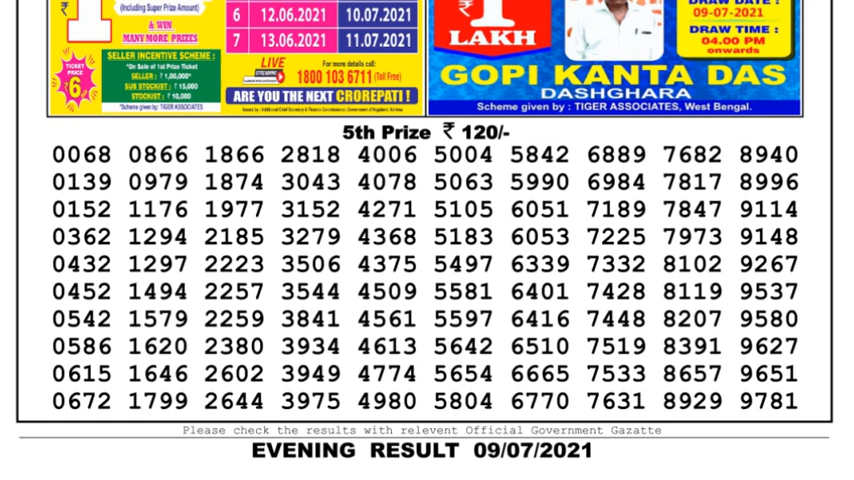 1
₹
(Including Super Prize Amount)
& WIN
MANY MORE PRIZES
6 12.06.2021 10.07.2021
7 13.06.2021 11.07.2021
TICKET
PRICE
₹6
SELLER INCENTIVE SCHEME :
*On Sale of 1st Prize Ticket
SELLER : ₹ 1,00,000*
SUB STOCKIST : ₹ 15,000
STOCKIST : ₹ 10,000
*Scheme given by: TIGER ASSOCIATES
LIVE
STREAMING
For more details call:
1800 103 6711 (Toll Free)
ARE YOU THE NEXT CROREPATI !
₹ 1
LAKH
DRAW DATE :
09-07-2021
DRAW TIME :
04.00 PM
onwards
GOPI KANTA DAS
DASHGHARA
Scheme given by : TIGER ASSOCIATES, West Bengal.
5th Prize ₹ 120/-
0068 0866 1866 2818 4006 5004 5842 6889 7682 8940
0139 0979 1874 3043 4078 5063 5990 6984 7817 8996
0152 1176 1977 3152 4271 5105 6051 7189 7847 9114
0362 1294 2185 3279 4368 5183 6053 7225 7973 9148
0432 1297 2223 3506 4375 5497 6339 7332 8102 9267
0452 1494 2257 3544 4509 5581 6401 7428 8119 9537
0542 1579 2259 3841 4561 5597 6416 7448 8207 9580
0586 1620 2380 3934 4613 5642 6510 7519 8391 9627
0615 1646 2602 3949 4774 5654 6665 7533 8657 9651
0672 1799 2644 3975 4980 5804 6770 7631 8929 9781
Please check the results with relevent Official Government Gazatte
EVENING RESULT 09/07/2021